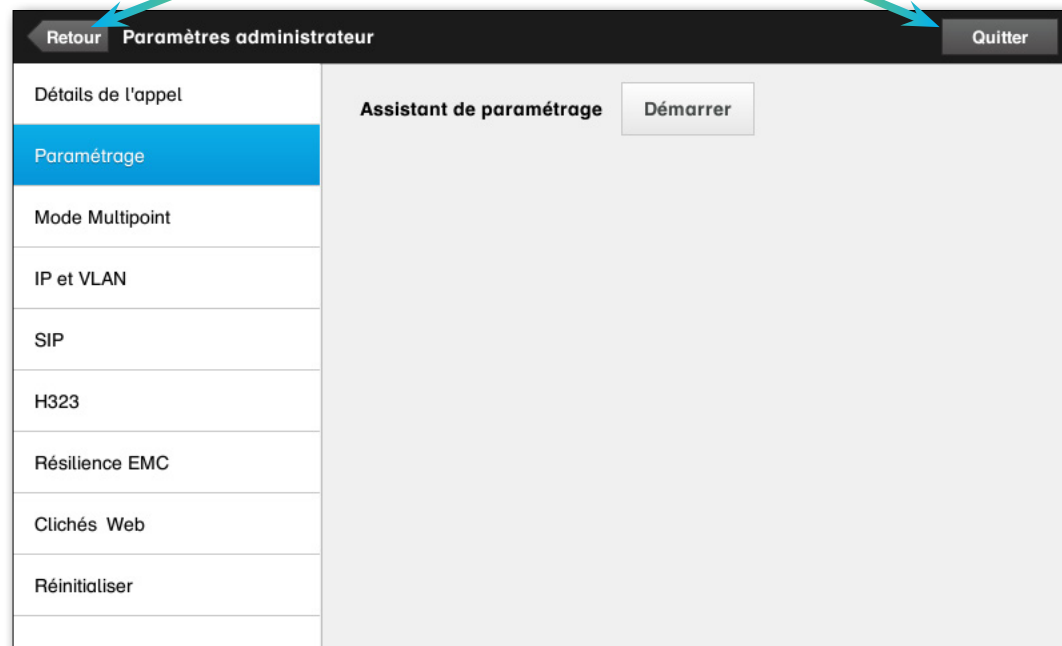 Retour Paramètres administrateur Quitter
Détails de l'appel
Assistant de paramétrage Démarrer
Paramétrage
Mode Multipoint
IP et VLAN
SIP
H323
Résilience EMC
Clichés Web
Réinitialiser